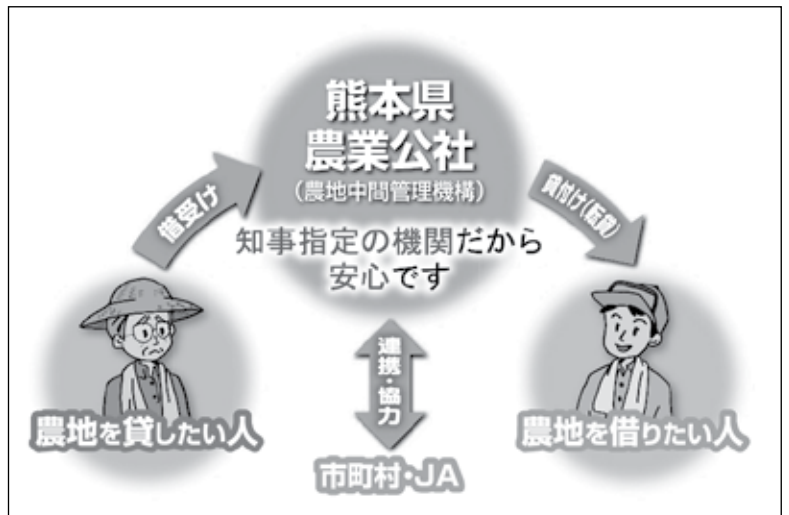 熊本県
農業公社
(農地中間管理機構)
知事指定の機関だから
安心です
借受け
貸付け(転貸)
連携・協力
農地を貸したい人
農地を借りたい人
市町村・JA